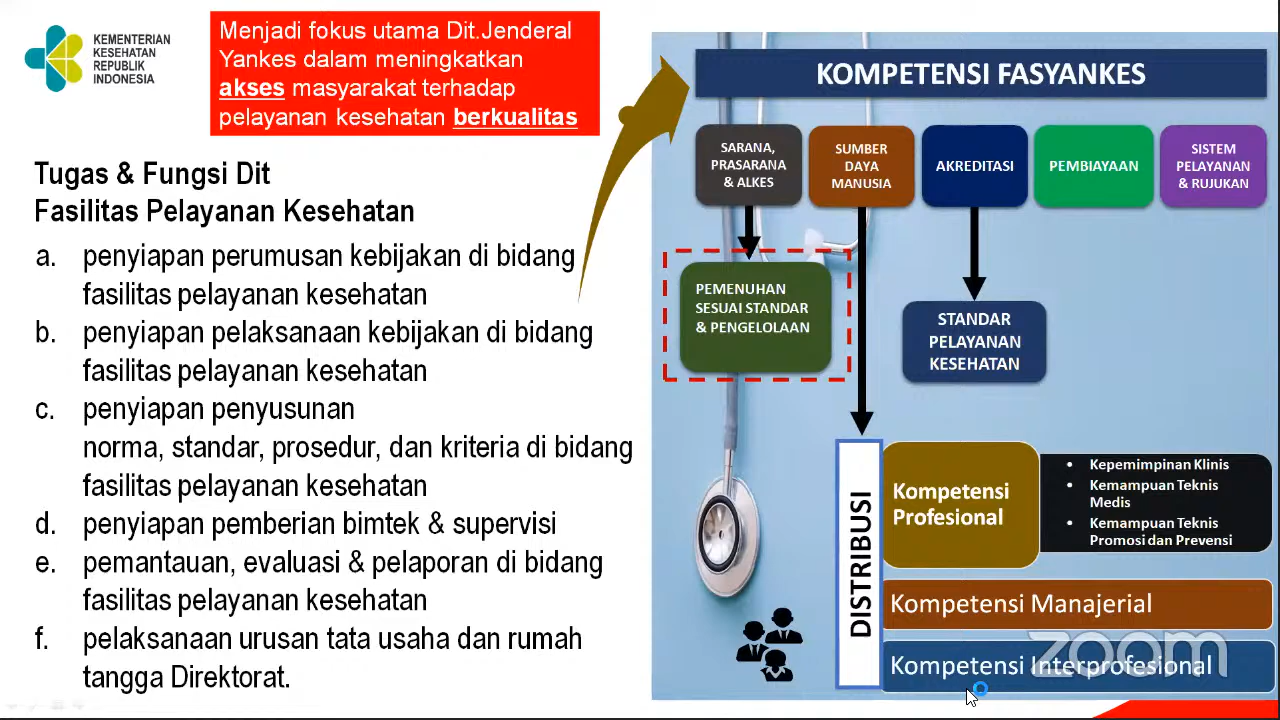 KEMENTERIAN
KESEHATAN
REPUBLIK
INDONESIA
Menjadi fokus utama Dit.Jenderal
Yankes dalam meningkatkan
akses masyarakat terhadap
pelayanan kesehatan berkualitas
Tugas & Fungsi Dit
Fasilitas Pelayanan Kesehatan
a. penyiapan perumusan kebijakan di bidang
fasilitas pelayanan kesehatan
b. penyiapan pelaksanaan kebijakan di bidang
fasilitas pelayanan kesehatan
c. penyiapan penyusunan
norma, standar, prosedur, dan kriteria di bidang
fasilitas pelayanan kesehatan
d. penyiapan pemberian bimtek & supervisi
e. pemantauan, evaluasi & pelaporan di bidang
fasilitas pelayanan kesehatan
f. pelaksanaan urusan tata usaha dan rumah
tangga Direktorat.
KOMPETENSI FASYANKES
SARANA,
PRASARANA
& ALKES
SUMBER
DAYA
MANUSIA
AKREDITASI
PEMBIAYAAN
SISTEM
PELAYANAN
& RUJUKAN
PEMENUHAN
SESUAI STANDAR
& PENGELOLAAN
STANDAR
PELAYANAN
KESEHATAN
DISTRIBUSI
Kompetensi
Profesional
• Kepemimpinan Klinis
• Kemampuan Teknis
Medis
• Kemampuan Teknis
Promosi dan Prevensi
Kompetensi Manajerial
Kompetensi Interprofesional
zoom